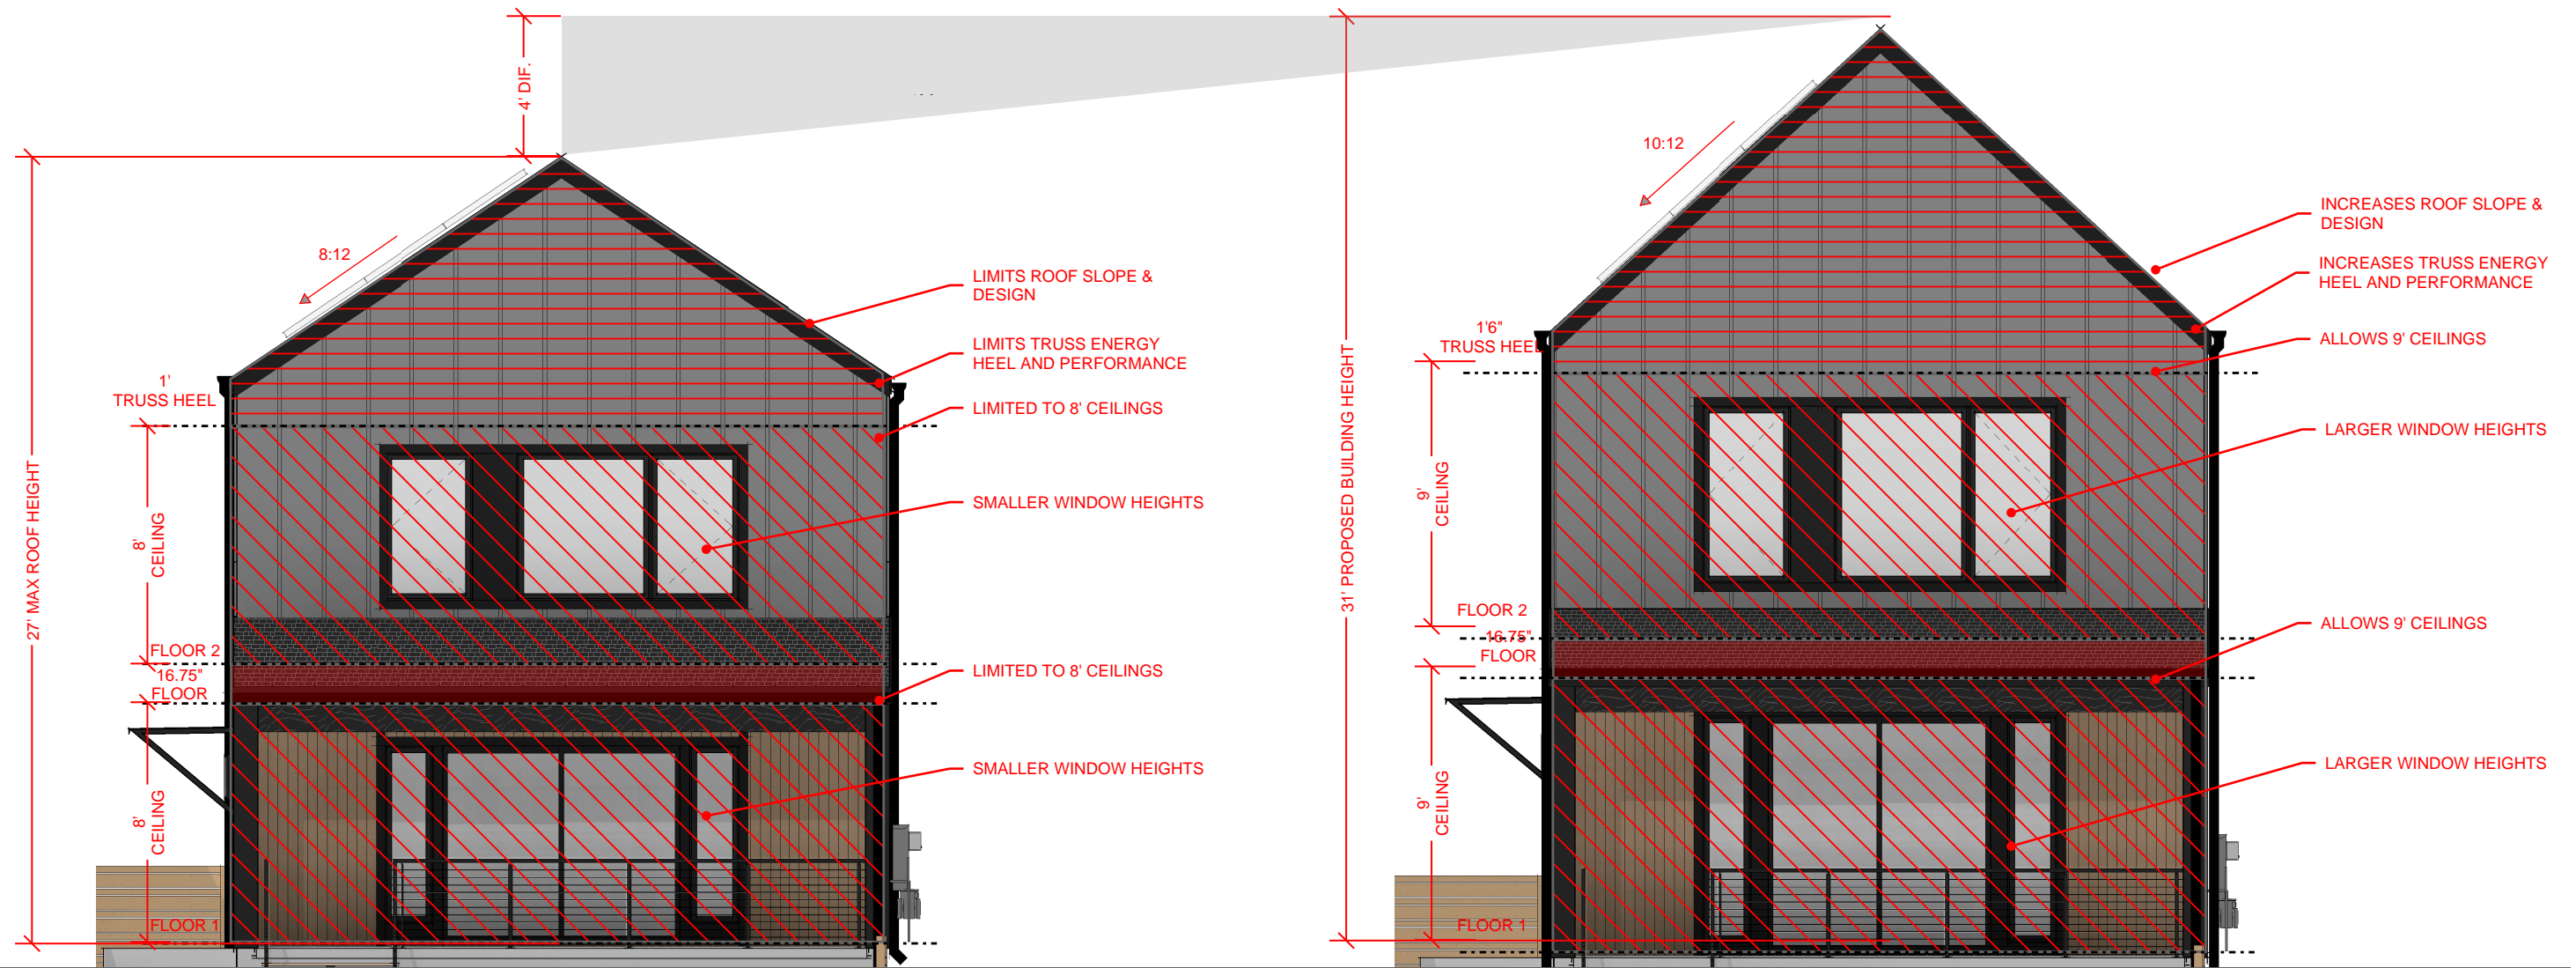 4' DIF.
27' MAX ROOF HEIGHT
8:12
1'
TRUSS HEEL
8'
CEILING
FLOOR 2
16.75"
FLOOR
8'
CEILING
FLOOR 1
LIMITS ROOF SLOPE &
DESIGN
LIMITS TRUSS ENERGY
HEEL AND PERFORMANCE
LIMITED TO 8' CEILINGS
SMALLER WINDOW HEIGHTS
LIMITED TO 8' CEILINGS
SMALLER WINDOW HEIGHTS
31' PROPOSED BUILDING HEIGHT
10:12
1'6"
TRUSS HEEL
9'
CEILING
FLOOR 2
16.75"
FLOOR
9'
CEILING
FLOOR 1
INCREASES ROOF SLOPE &
DESIGN
INCREASES TRUSS ENERGY
HEEL AND PERFORMANCE
ALLOWS 9' CEILINGS
LARGER WINDOW HEIGHTS
ALLOWS 9' CEILINGS
LARGER WINDOW HEIGHTS